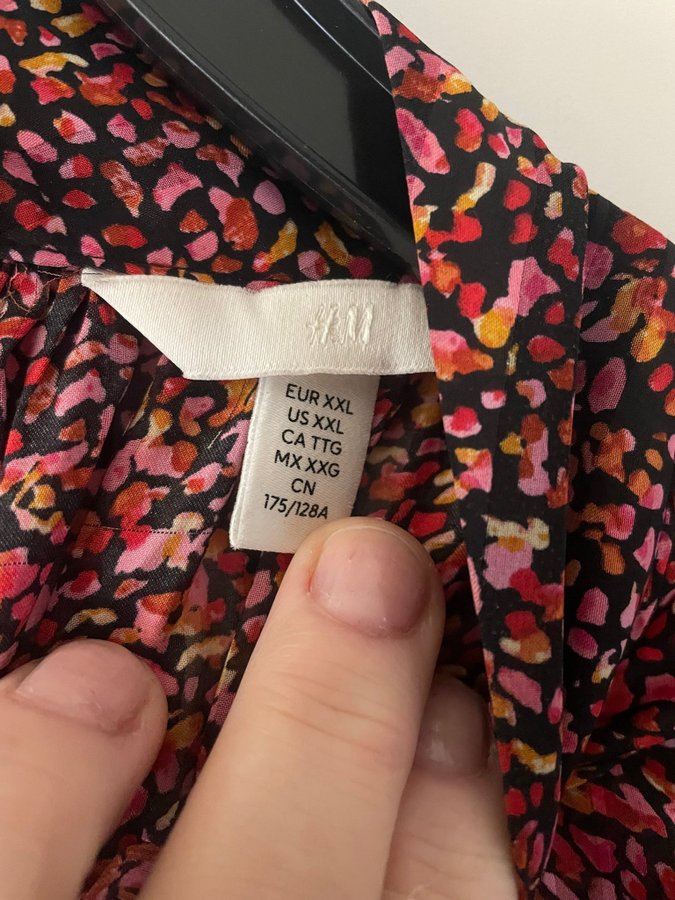 H&M
EUR XXL
US XXL
CA TTG
MX XXG
CN
175/128A